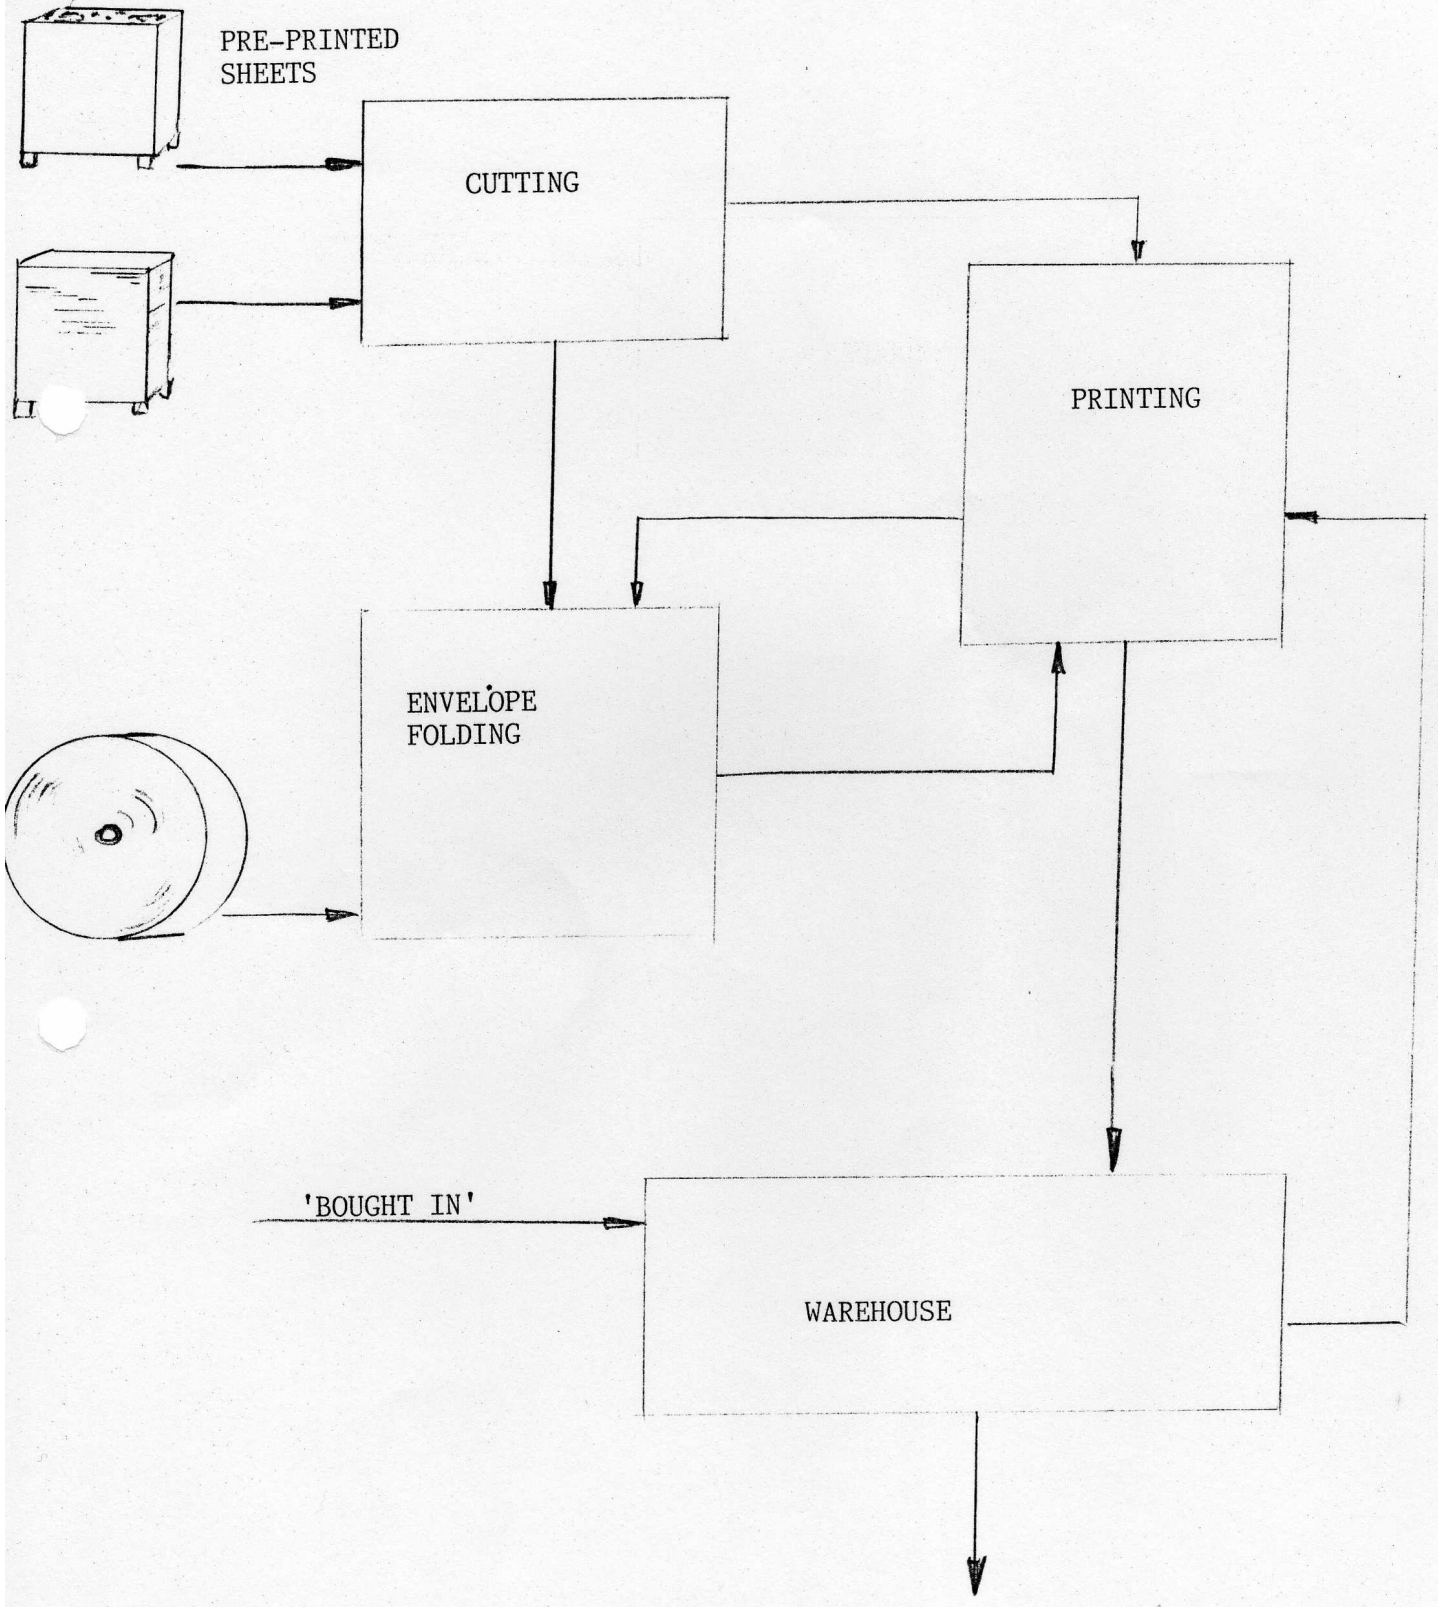 PRE-PRINTED
SHEETS
CUTTING
PRINTING
ENVELOPE
FOLDING
'BOUGHT IN'
WAREHOUSE